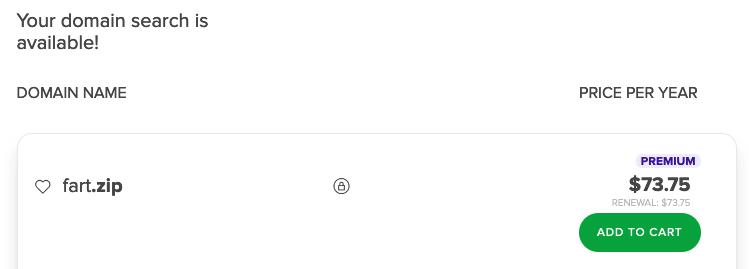 Your domain search is
available!
DOMAIN NAME
PRICE PER YEAR
PREMIUM
fart.zip
$73.75
RENEWAL: $73.75
ADD TO CART